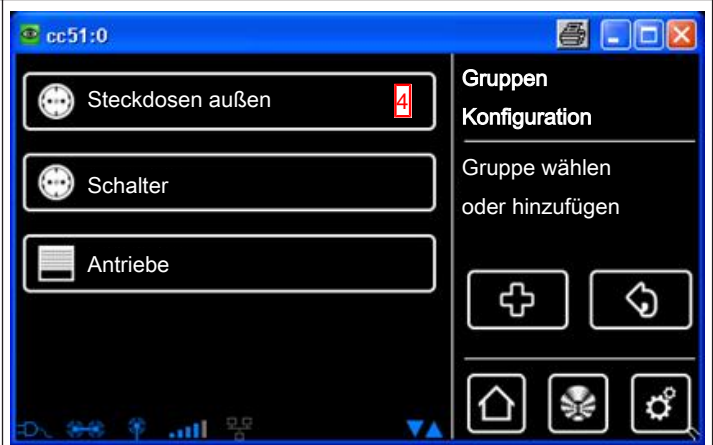 cc51:0
Steckdosen außen
4
Schalter
Antriebe
Gruppen
Konfiguration
Gruppe wählen
oder hinzufügen